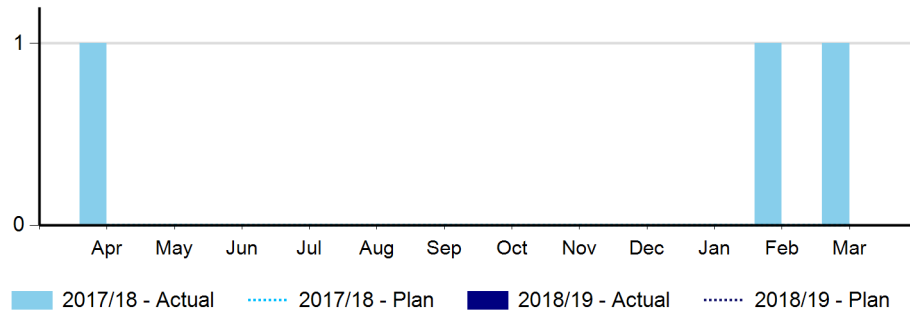 1
0
Apr May Jun Jul Aug Sep Oct Nov Dec Jan Feb Mar
2017/18 - Actual 2017/18 - Plan 2018/19 - Actual 2018/19 - Plan